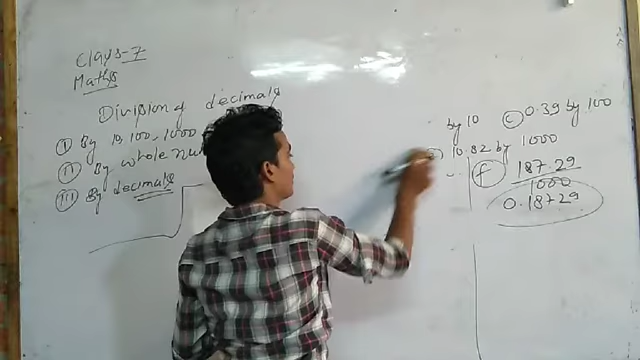 Class-7
Maths
Division of decimals
I By 10, 100, 1000
II By whole
III By decimals
by 10
c 0.39 by 100
10.82 by 1000
f 187.29
1000
0.18729